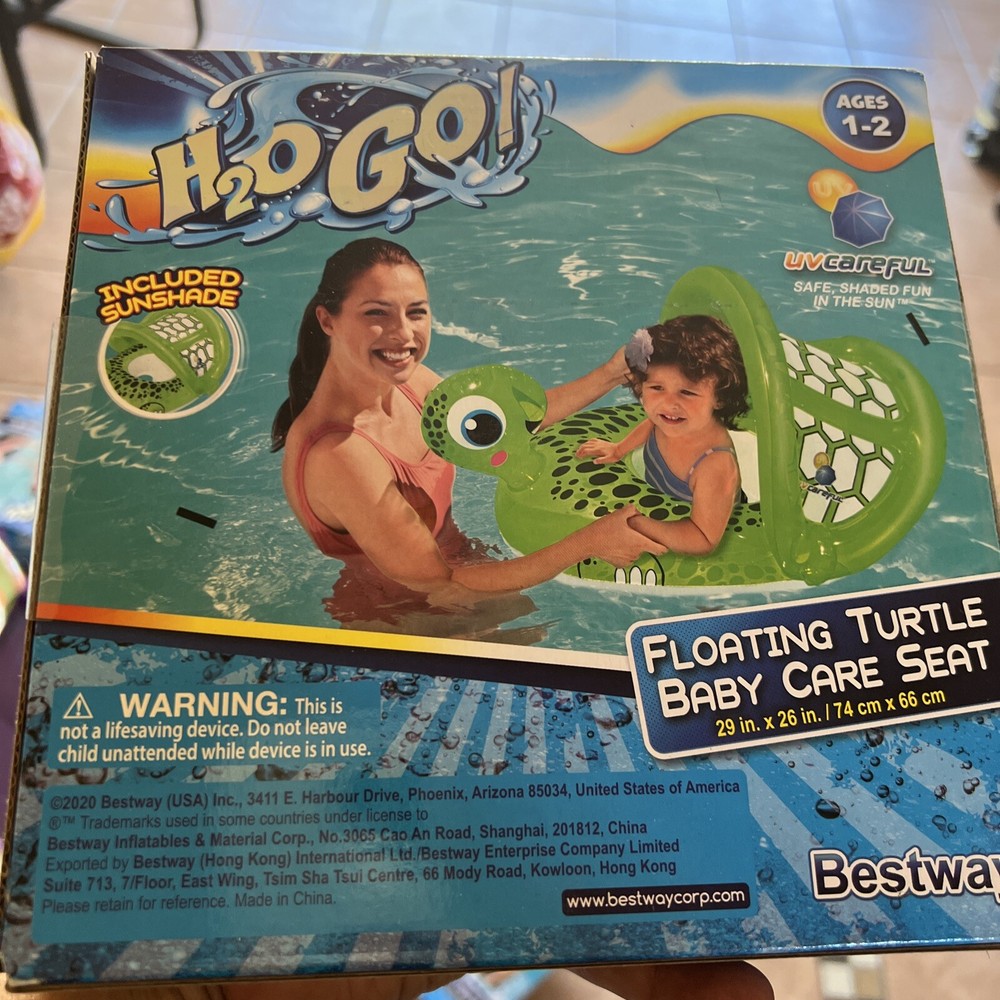 H2O GO!
AGES
1-2
UV
UVcareful
SAFE, SHADED FUN
IN THE SUN™
INCLUDED
SUNSHADE
UVcareful
FLOATING TURTLE
BABY CARE SEAT
29 in. x 26 in. / 74 cm x 66 cm
⚠ WARNING: This is
not a lifesaving device. Do not leave
child unattended while device is in use.
©2020 Bestway (USA) Inc., 3411 E. Harbour Drive, Phoenix, Arizona 85034, United States of America
®™ Trademarks used in some countries under license to
Bestway Inflatables & Material Corp., No.3065 Cao An Road, Shanghai, 201812, China
Exported by Bestway (Hong Kong) International Ltd./Bestway Enterprise Company Limited
Suite 713, 7/Floor, East Wing, Tsim Sha Tsui Centre, 66 Mody Road, Kowloon, Hong Kong
Please retain for reference. Made in China.
www.bestwaycorp.com
Bestway